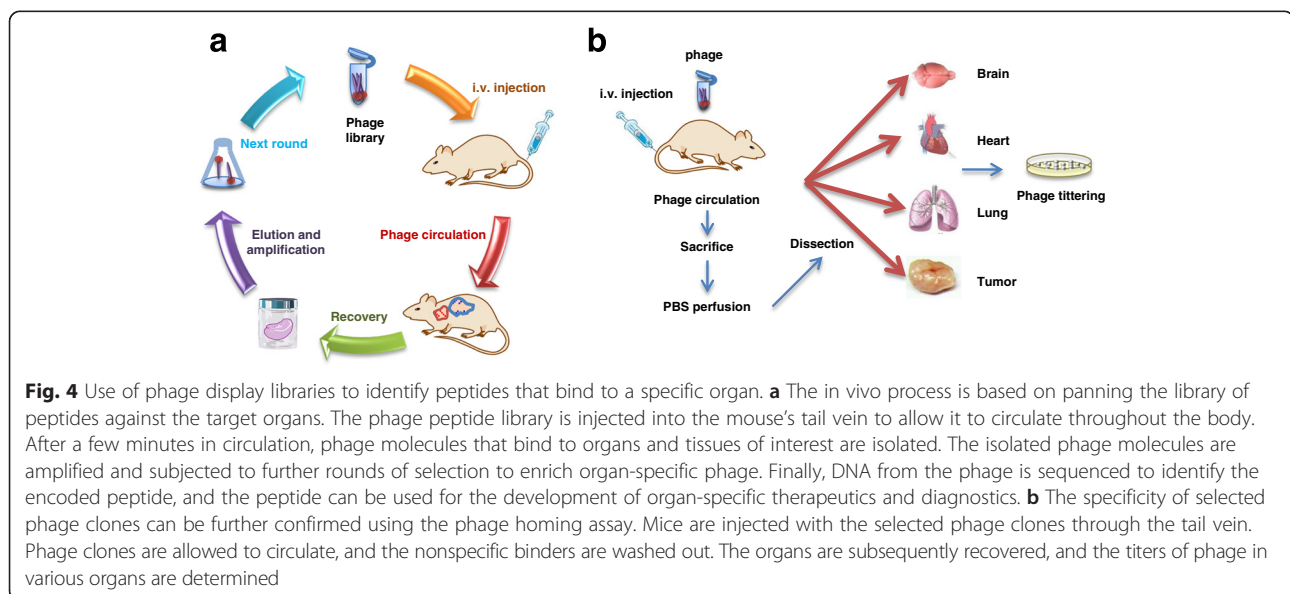 a
Phage
library
i.v. injection
Next round
Phage circulation
Elution and
amplification
Recovery
b
phage
i.v. injection
Phage circulation
Sacrifice
PBS perfusion
Dissection
Brain
Heart
Lung
Tumor
Phage tittering
Fig. 4 Use of phage display libraries to identify peptides that bind to a specific organ. a The in vivo process is based on panning the library of
peptides against the target organs. The phage peptide library is injected into the mouse's tail vein to allow it to circulate throughout the body.
After a few minutes in circulation, phage molecules that bind to organs and tissues of interest are isolated. The isolated phage molecules are
amplified and subjected to further rounds of selection to enrich organ-specific phage. Finally, DNA from the phage is sequenced to identify the
encoded peptide, and the peptide can be used for the development of organ-specific therapeutics and diagnostics. b The specificity of selected
phage clones can be further confirmed using the phage homing assay. Mice are injected with the selected phage clones through the tail vein.
Phage clones are allowed to circulate, and the nonspecific binders are washed out. The organs are subsequently recovered, and the titers of phage in
various organs are determined